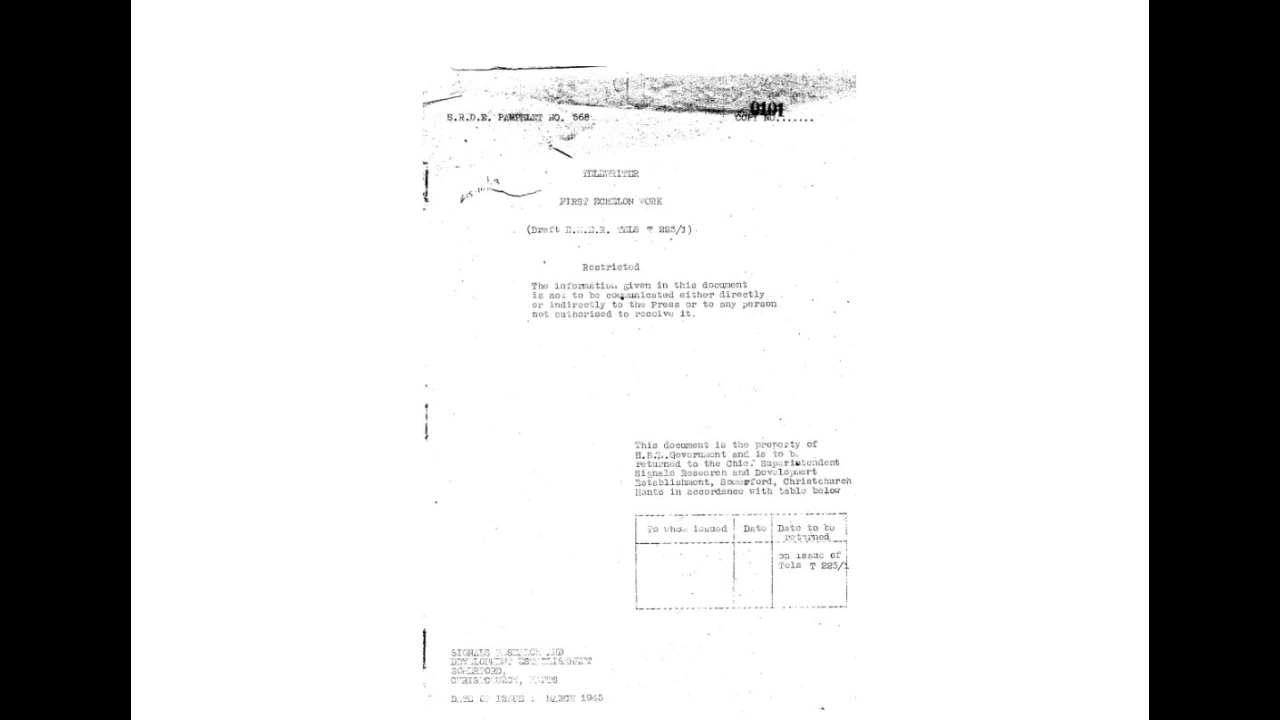 S.R.D.E. PAMPHLET NO. 568
0101
COPY NO.......
TELEWRITER
FIRST ECHELON WORK
(Draft E.M.E.R. TELS T 223/1)
Restricted
The information given in this document
is not to be communicated either directly
or indirectly to the Press or to any person
not authorised to receive it.
This document is the property of
H.B.M. Government and is to be
returned to the Chief Superintendent
Signals Research and Development
Establishment, Somerford, Christchurch
Hants in accordance with table below
To whom issued Date Date to be
returned
on issue of
Tels T 223/1
SIGNALS RESEARCH AND
DEVELOPMENT ESTABLISHMENT
SOMERFORD,
CHRISTCHURCH, HANTS
DATE OF ISSUE : MARCH 1945